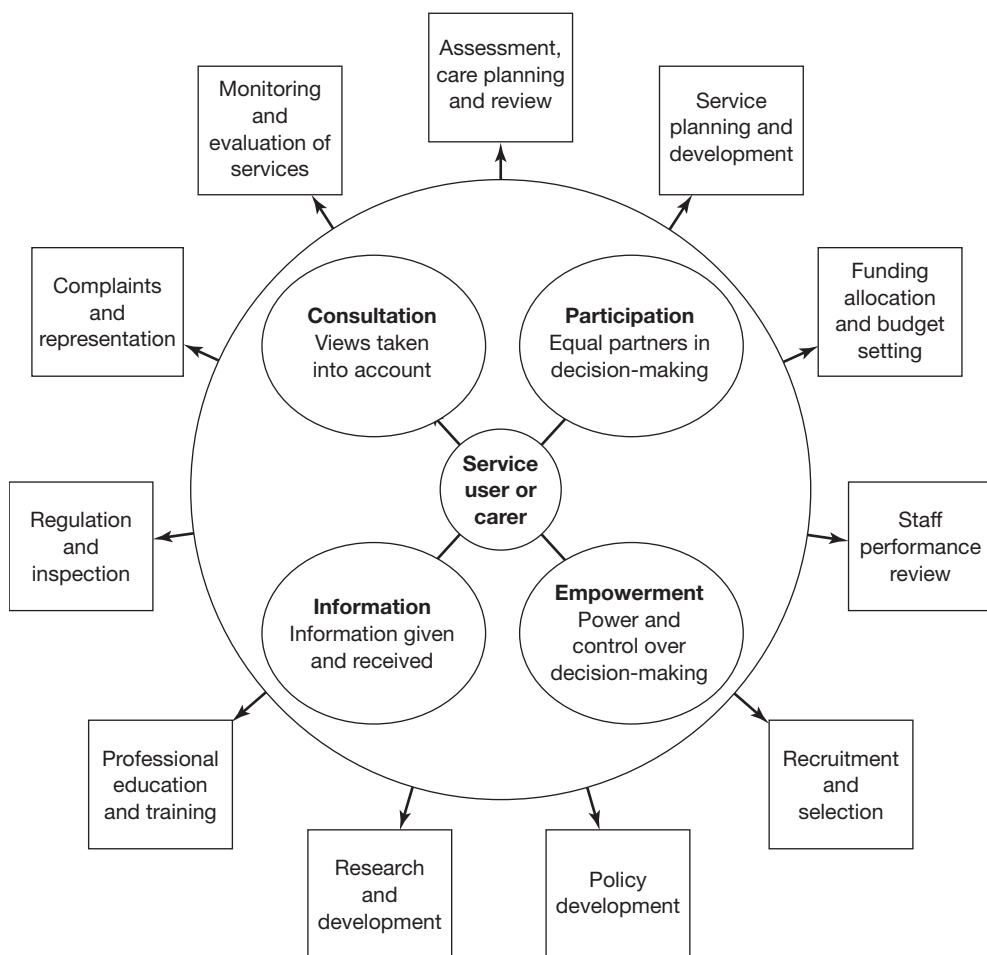 Assessment,
care planning
and review
Monitoring
and
evaluation of
services
Service
planning and
development
Complaints
and
representation
Funding
allocation
and budget
setting
Consultation
Views taken
into account
Participation
Equal partners in
decision-making
Service
user or
carer
Regulation
and
inspection
Staff
performance
review
Information
Information given
and received
Empowerment
Power and
control over
decision-making
Professional
education
and training
Recruitment
and
selection
Research
and
development
Policy
development